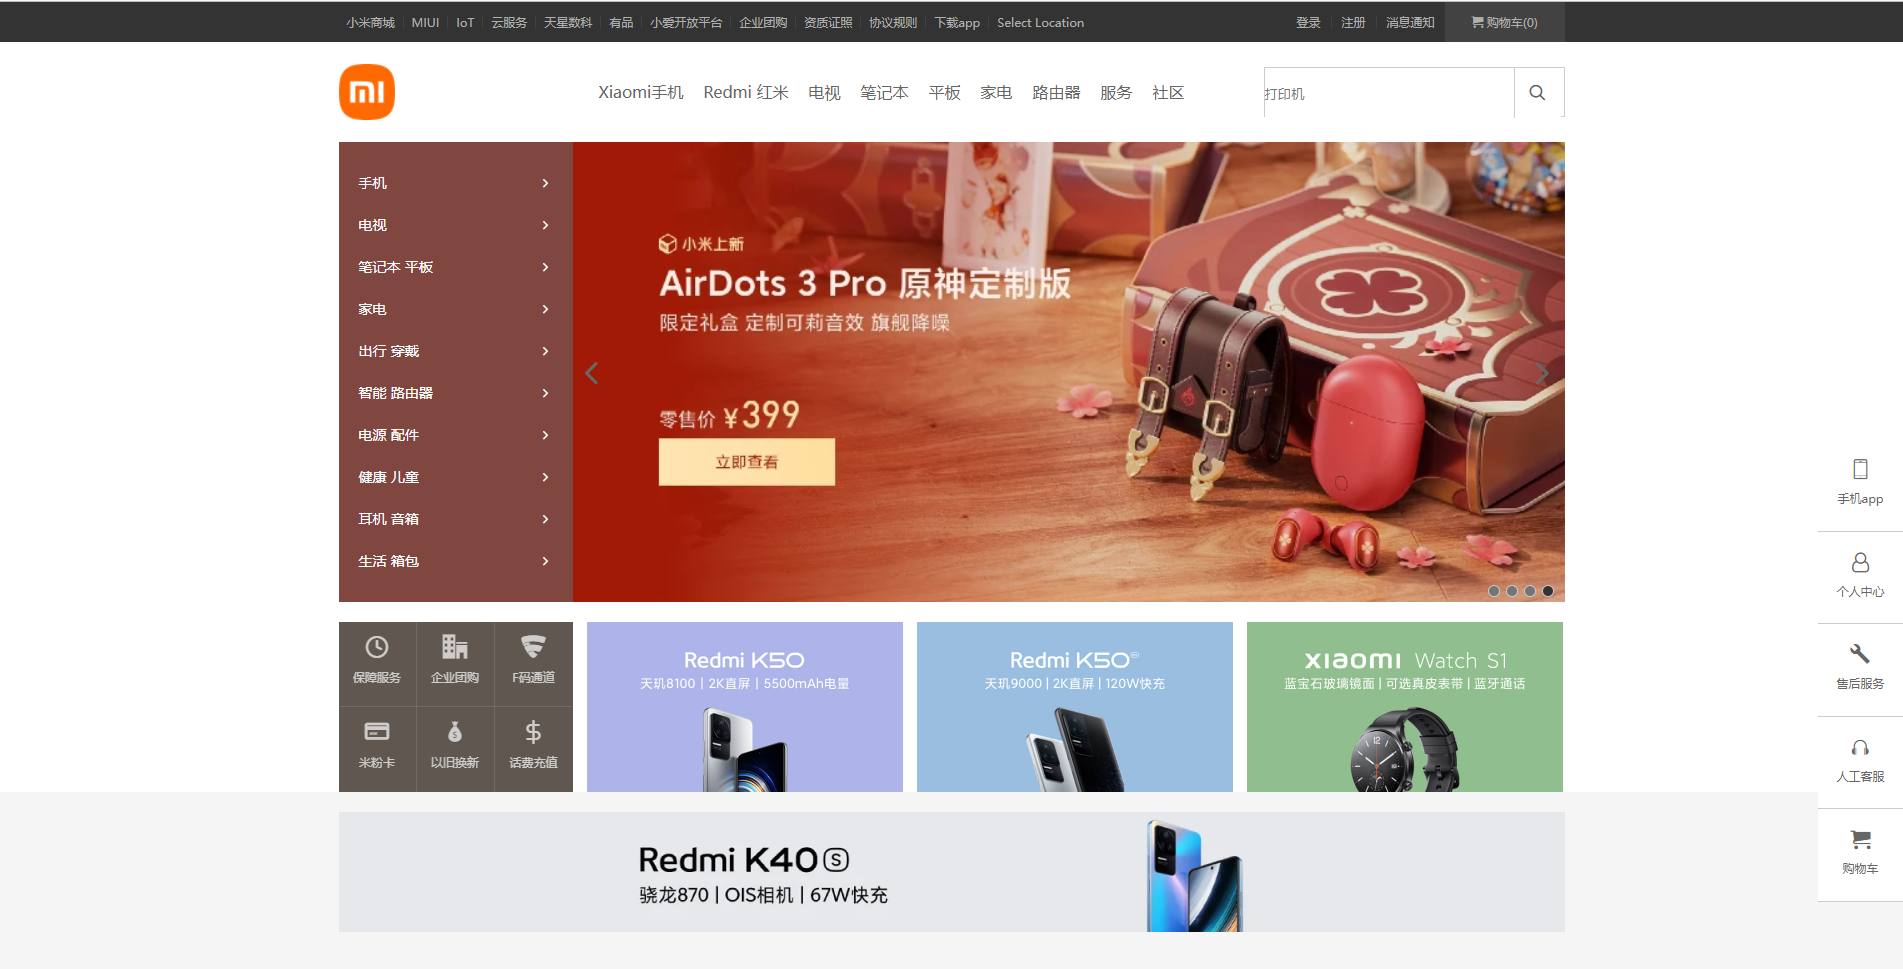 小米商城 MIUI IoT 云服务 天星数科 有品 小爱开放平台 企业团购 资质证照 协议规则 下载app Select Location 登录 注册 消息通知 购物车(0)
mi Xiaomi手机 Redmi 红米 电视 笔记本 平板 家电 路由器 服务 社区 打印机
手机
电视
笔记本 平板
家电
出行 穿戴
智能 路由器
电源 配件
健康 儿童
耳机 音箱
生活 箱包
小米上新
AirDots 3 Pro 原神定制版
限定礼盒 定制可莉音效 旗舰降噪
零售价 ¥399
立即查看
保障服务 企业团购 F码通道
米粉卡 以旧换新 话费充值
Redmi K50
天玑8100 | 2K直屏 | 5500mAh电量
Redmi K50
天玑9000 | 2K直屏 | 120W快充
xiaomi Watch S1
蓝宝石玻璃镜面 | 可选真皮表带 | 蓝牙通话
Redmi K40 S
骁龙870 | OIS相机 | 67W快充
手机app
个人中心
售后服务
人工客服
购物车